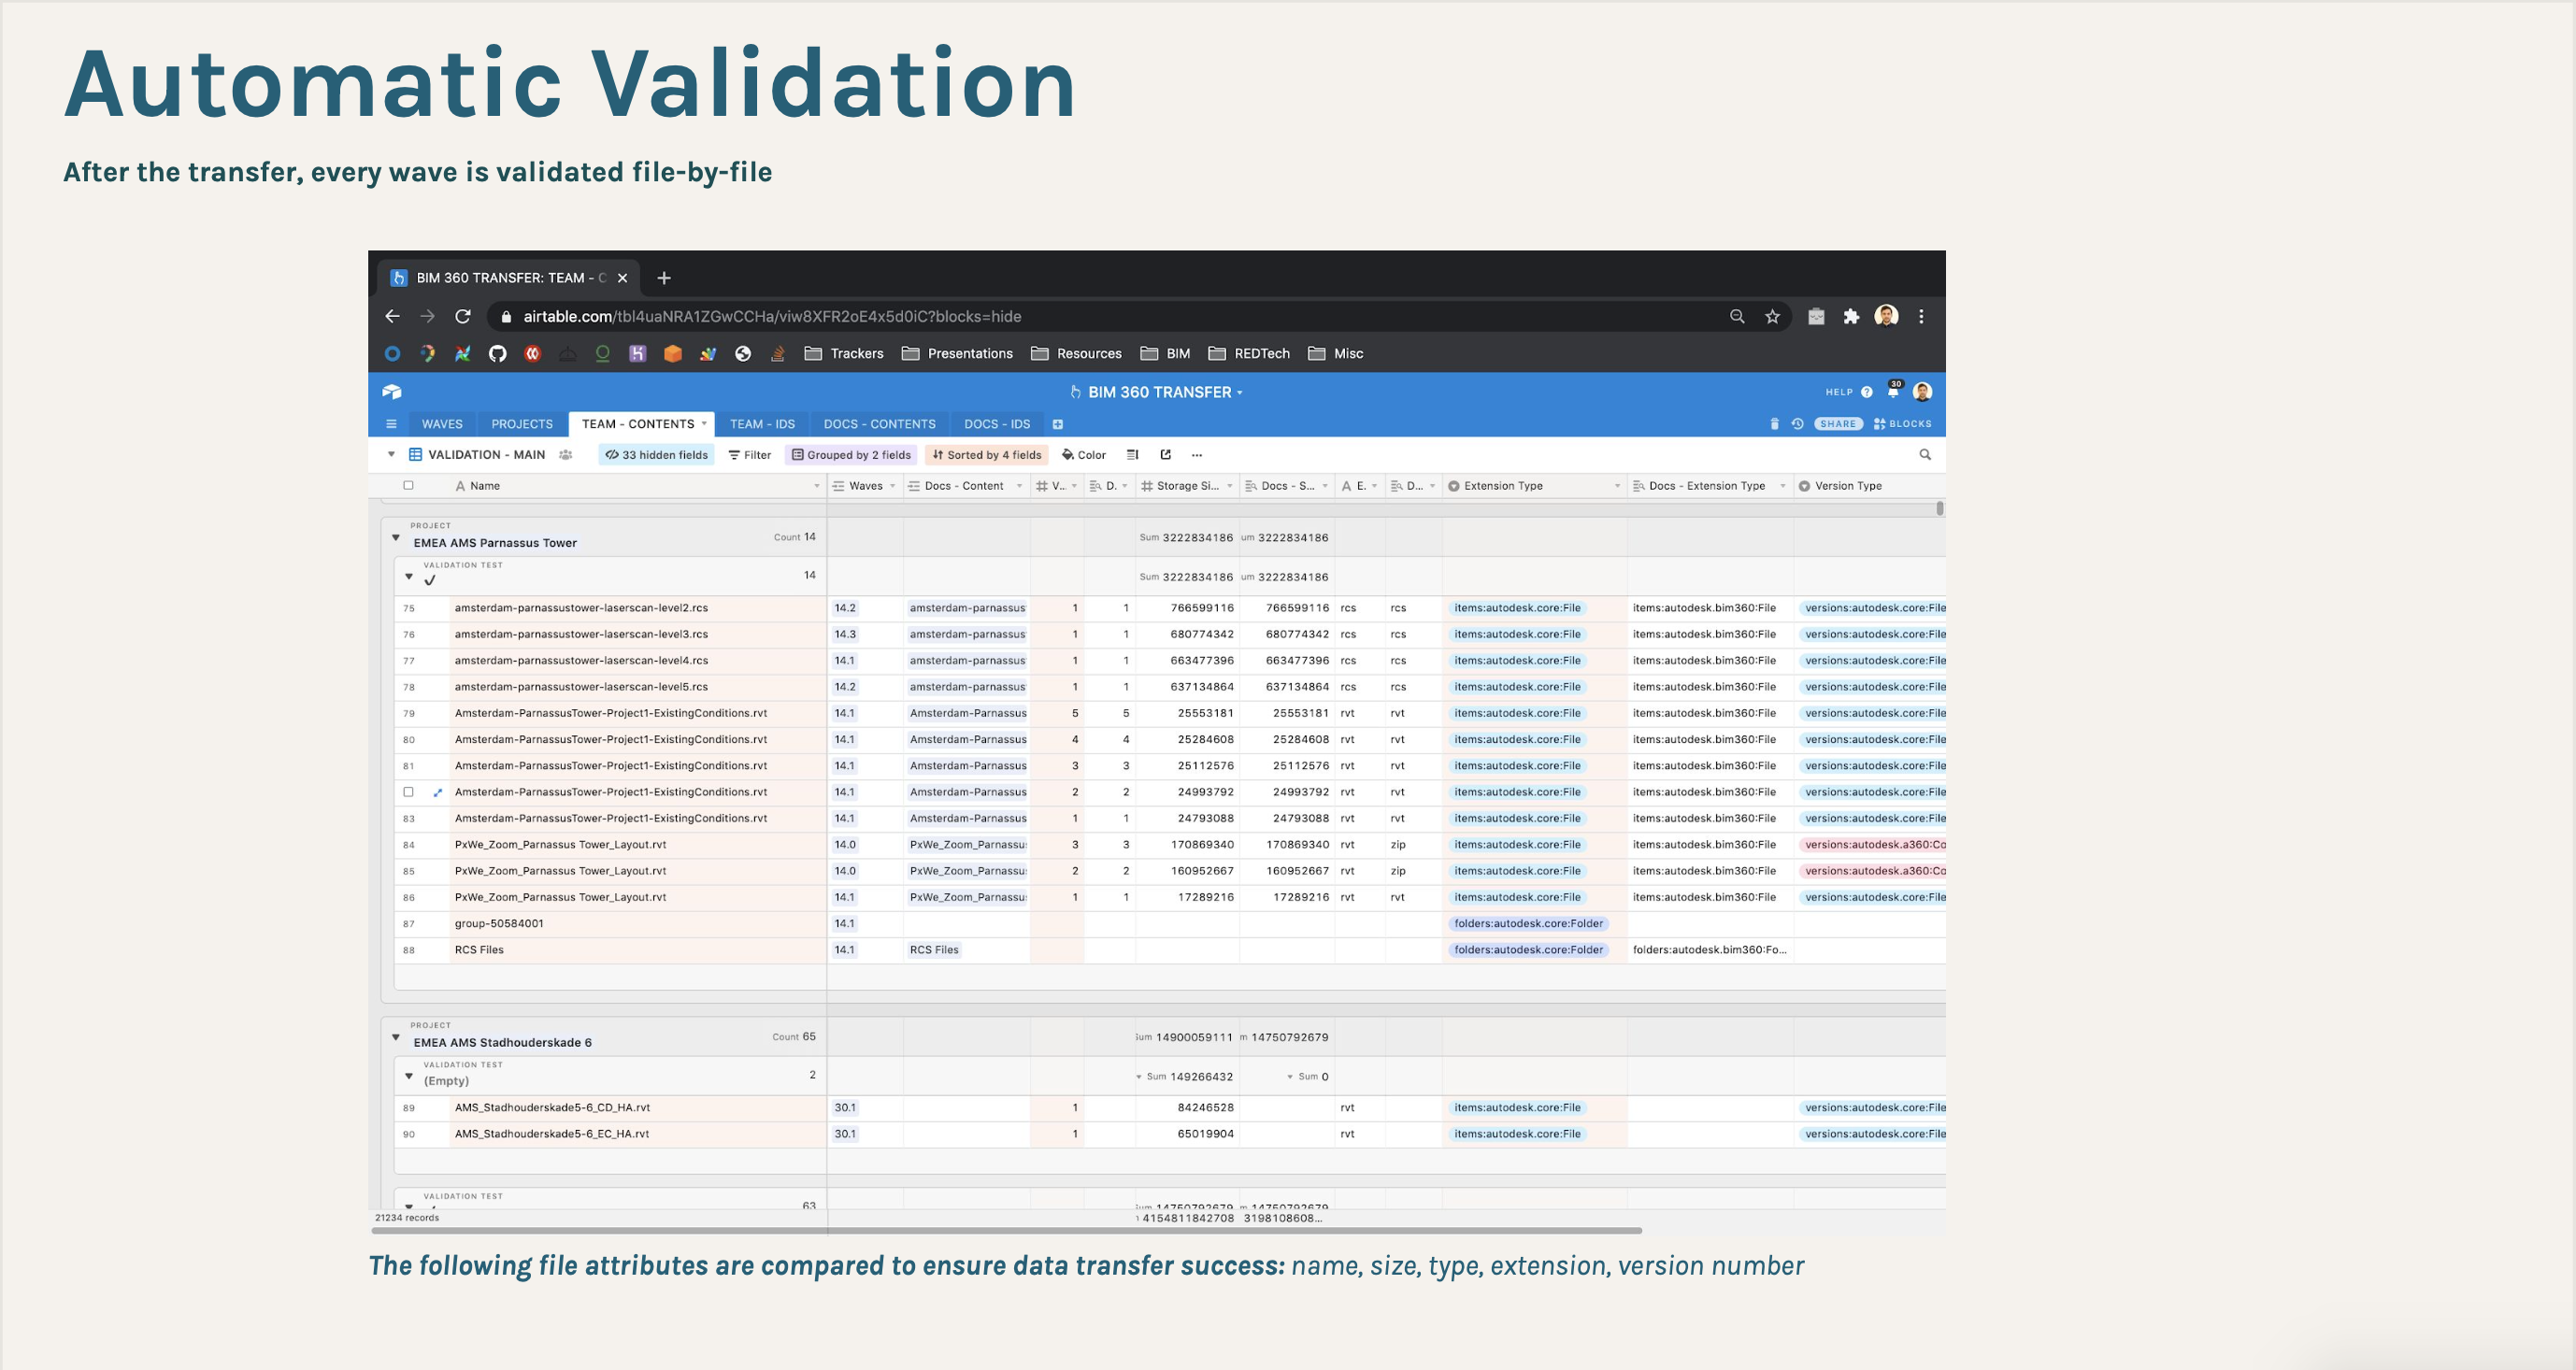 Automatic Validation
After the transfer, every wave is validated file-by-file
BIM 360 TRANSFER: TEAM - C
airtable.com/tbl4uaNRA1ZGwCCHa/viw8XFR2oE4x5d0iC?blocks=hide
Trackers Presentations Resources BIM REDTech Misc
BIM 360 TRANSFER HELP 30
WAVES PROJECTS TEAM - CONTENTS TEAM - IDS DOCS - CONTENTS DOCS - IDS SHARE BLOCKS
VALIDATION - MAIN 33 hidden fields Filter Grouped by 2 fields Sorted by 4 fields Color ...
Name Waves Docs - Content V... D. Storage Si... Docs - S... E. D... Extension Type Docs - Extension Type Version Type
PROJECT
EMEA AMS Parnassus Tower Count 14 Sum 3222834186 um 3222834186
VALIDATION TEST
✓ 14 Sum 3222834186 um 3222834186
75 amsterdam-parnassustower-laserscan-level2.rcs 14.2 amsterdam-parnassus 1 1 766599116 766599116 rcs rcs items:autodesk.core:File items:autodesk.bim360:File versions:autodesk.core:File
76 amsterdam-parnassustower-laserscan-level3.rcs 14.3 amsterdam-parnassus 1 1 680774342 680774342 rcs rcs items:autodesk.core:File items:autodesk.bim360:File versions:autodesk.core:File
77 amsterdam-parnassustower-laserscan-level4.rcs 14.1 amsterdam-parnassus 1 1 663477396 663477396 rcs rcs items:autodesk.core:File items:autodesk.bim360:File versions:autodesk.core:File
78 amsterdam-parnassustower-laserscan-level5.rcs 14.2 amsterdam-parnassus 1 1 637134864 637134864 rcs rcs items:autodesk.core:File items:autodesk.bim360:File versions:autodesk.core:File
79 Amsterdam-ParnassusTower-Project1-ExistingConditions.rvt 14.1 Amsterdam-Parnassus 5 5 25553181 25553181 rvt rvt items:autodesk.core:File items:autodesk.bim360:File versions:autodesk.core:File
80 Amsterdam-ParnassusTower-Project1-ExistingConditions.rvt 14.1 Amsterdam-Parnassus 4 4 25284608 25284608 rvt rvt items:autodesk.core:File items:autodesk.bim360:File versions:autodesk.core:File
81 Amsterdam-ParnassusTower-Project1-ExistingConditions.rvt 14.1 Amsterdam-Parnassus 3 3 25112576 25112576 rvt rvt items:autodesk.core:File items:autodesk.bim360:File versions:autodesk.core:File
Amsterdam-ParnassusTower-Project1-ExistingConditions.rvt 14.1 Amsterdam-Parnassus 2 2 24993792 24993792 rvt rvt items:autodesk.core:File items:autodesk.bim360:File versions:autodesk.core:File
83 Amsterdam-ParnassusTower-Project1-ExistingConditions.rvt 14.1 Amsterdam-Parnassus 1 1 24793088 24793088 rvt rvt items:autodesk.core:File items:autodesk.bim360:File versions:autodesk.core:File
84 PxWe_Zoom_Parnassus Tower_Layout.rvt 14.0 PxWe_Zoom_Parnassu 3 3 170869340 170869340 rvt zip items:autodesk.core:File items:autodesk.bim360:File versions:autodesk.a360:Co
85 PxWe_Zoom_Parnassus Tower_Layout.rvt 14.0 PxWe_Zoom_Parnassu 2 2 160952667 160952667 rvt zip items:autodesk.core:File items:autodesk.bim360:File versions:autodesk.a360:Co
86 PxWe_Zoom_Parnassus Tower_Layout.rvt 14.1 PxWe_Zoom_Parnassu 1 1 17289216 17289216 rvt rvt items:autodesk.core:File items:autodesk.bim360:File versions:autodesk.core:File
87 group-50584001 14.1 folders:autodesk.core:Folder
88 RCS Files 14.1 RCS Files folders:autodesk.core:Folder folders:autodesk.bim360:Fo...
PROJECT
EMEA AMS Stadhouderskade 6 Count 65 Sum 14900059111 m 14750792679
VALIDATION TEST
(Empty) 2 Sum 149266432 Sum 0
89 AMS_Stadhouderskade5-6_CD_HA.rvt 30.1 1 84246528 rvt items:autodesk.core:File versions:autodesk.core:File
90 AMS_Stadhouderskade5-6_EC_HA.rvt 30.1 1 65019904 rvt items:autodesk.core:File versions:autodesk.core:File
VALIDATION TEST
63 Sum 14750792679 m 14750792679
21234 records 4154811842708 3198108608...
The following file attributes are compared to ensure data transfer success: name, size, type, extension, version number